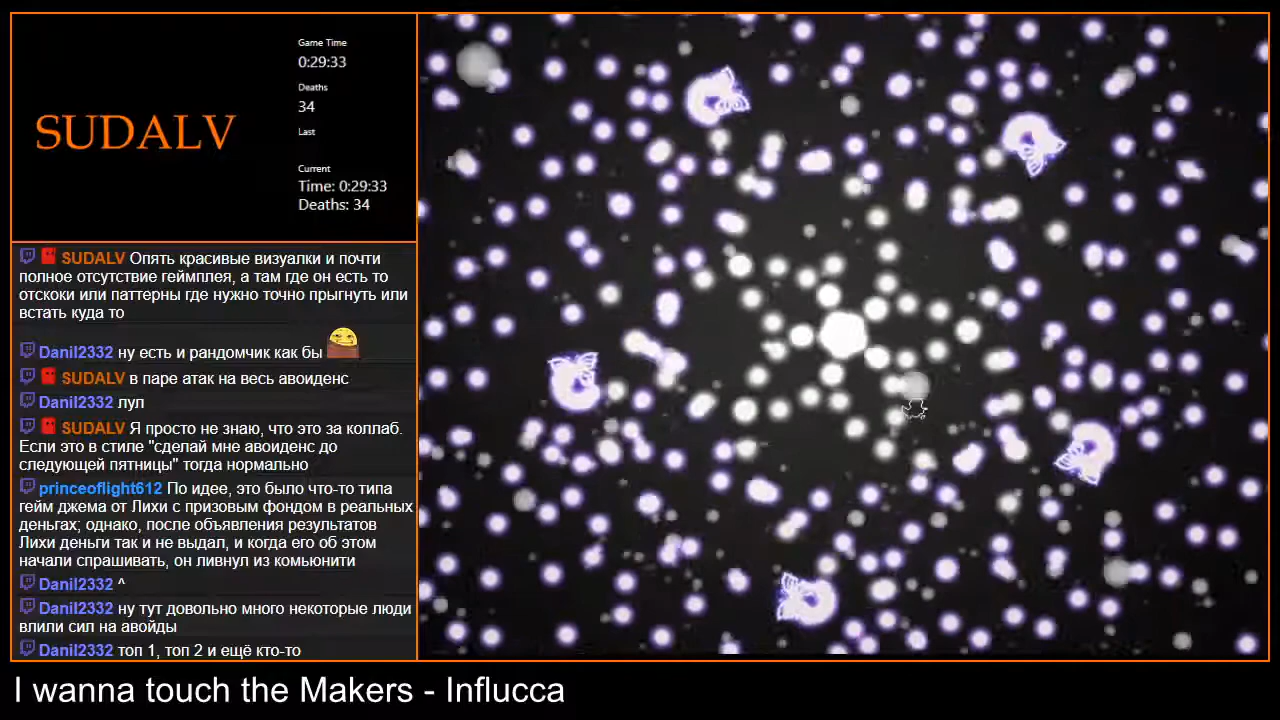 SUDALV
Game Time
0:29:33
Deaths
34
Last
Current
Time: 0:29:33
Deaths: 34
SUDALV Опять красивые визуалки и почти
полное отсутствие геймплея, а там где он есть то
отскоки или паттерны где нужно точно прыгнуть или
встать куда то
Danil2332 ну есть и рандомчик как бы
SUDALV в паре атак на весь авоиденс
Danil2332 лул
SUDALV Я просто не знаю, что это за коллаб.
Если это в стиле "сделай мне авоиденс до
следующей пятницы" тогда нормально
princeoflight612 По идее, это было что-то типа
гейм джема от Лихи с призовым фондом в реальных
деньгах; однако, после объявления результатов
Лихи деньги так и не выдал, и когда его об этом
начали спрашивать, он ливнул из комьюнити
Danil2332 ^
Danil2332 ну тут довольно много некоторые люди
влили сил на авойды
Danil2332 топ 1, топ 2 и ещё кто-то
I wanna touch the Makers - Influcca